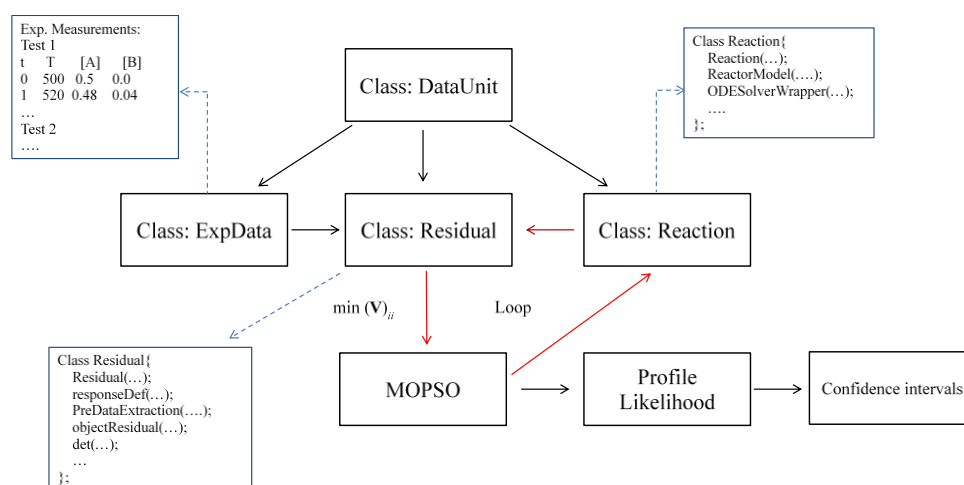 Exp. Measurements:
Test 1
t T [A] [B]
0 500 0.5 0.0
1 520 0.48 0.04
…
Test 2
….
Class: DataUnit
Class Reaction{
Reaction(…);
ReactorModel(….);
ODESolverWrapper(…);
….
};
Class: ExpData
Class: Residual
Class: Reaction
min (V)ii
Loop
Class Residual{
Residual(…);
responseDef(…);
PreDataExtraction(….);
objectResidual(…);
det(…);
…
};
MOPSO
Profile
Likelihood
Confidence intervals